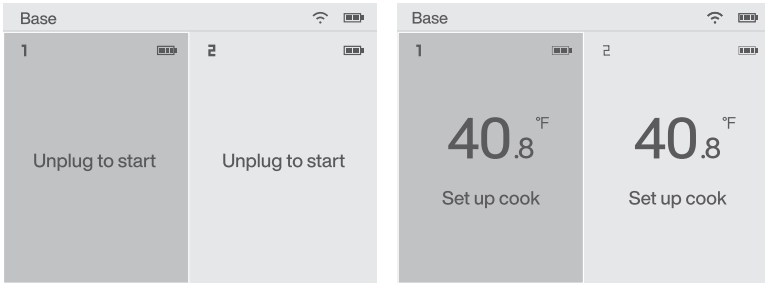 Base
1
2
Unplug to start
Unplug to start
Base
1
2
40.8°F
40.8°F
Set up cook
Set up cook